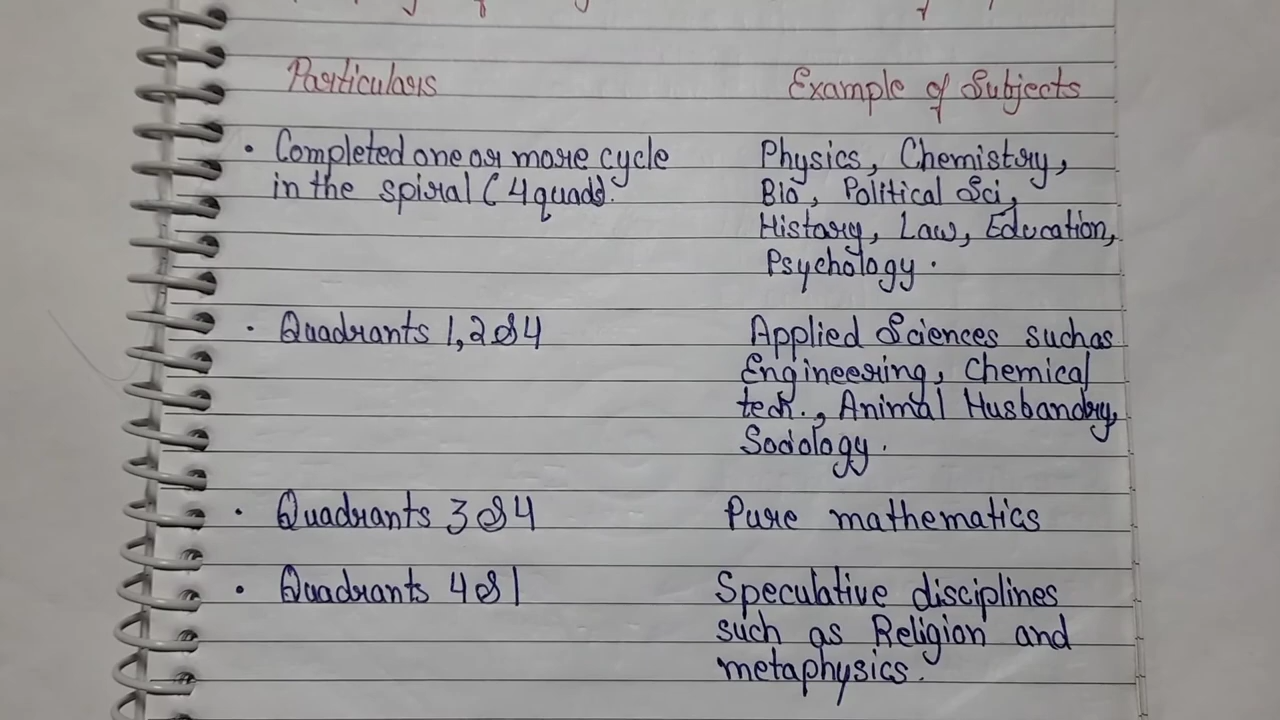 Particulars Example of Subjects
• Completed one or more cycle Physics, Chemistry,
in the spiral (4 quads). Bio, Political Sci,
History, Law, Education,
Psychology.
• Quadrants 1,2 & 4 Applied Sciences such as
Engineering, Chemical
tech., Animal Husbandry,
Sociology.
• Quadrants 3 & 4 Pure mathematics
• Quadrants 4 & 1 Speculative disciplines
such as Religion and
metaphysics.